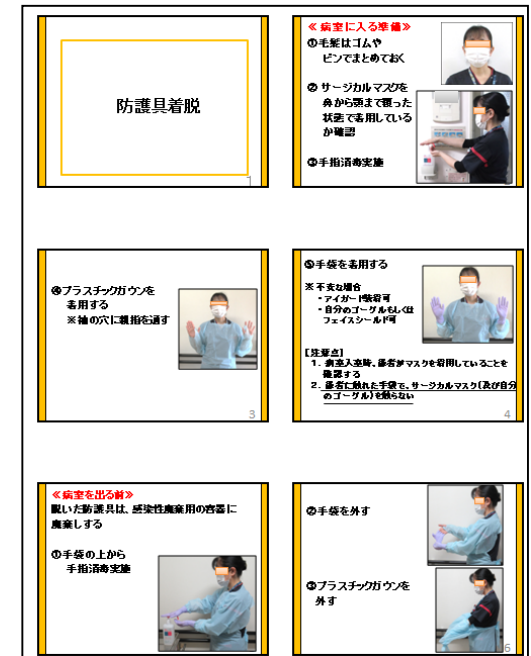 防護具着脱
1
≪病室に入る準備≫
①毛髪はゴムや
ピンでまとめておく
②サージカルマスクを
鼻から顎まで覆った
状態で着用している
か確認
③手指消毒実施
④プラスチックガウンを
着用する
※袖の穴に親指を通す
3
⑤手袋を着用する
※不安な場合
・アイガード装着可
・自分のゴーグルもしくは
フェイスシールド可
【注意点】
1. 病室入室時、患者がマスクを着用していることを
確認する
2. 患者に触れた手袋で、サージカルマスク(及び自分
のゴーグル)を触らない
4
≪病室を出る前≫
脱いだ防護具は、感染性廃棄用の容器に
廃棄しする
①手袋の上から
手指消毒実施
②手袋を外す
③プラスチックガウンを
外す
6